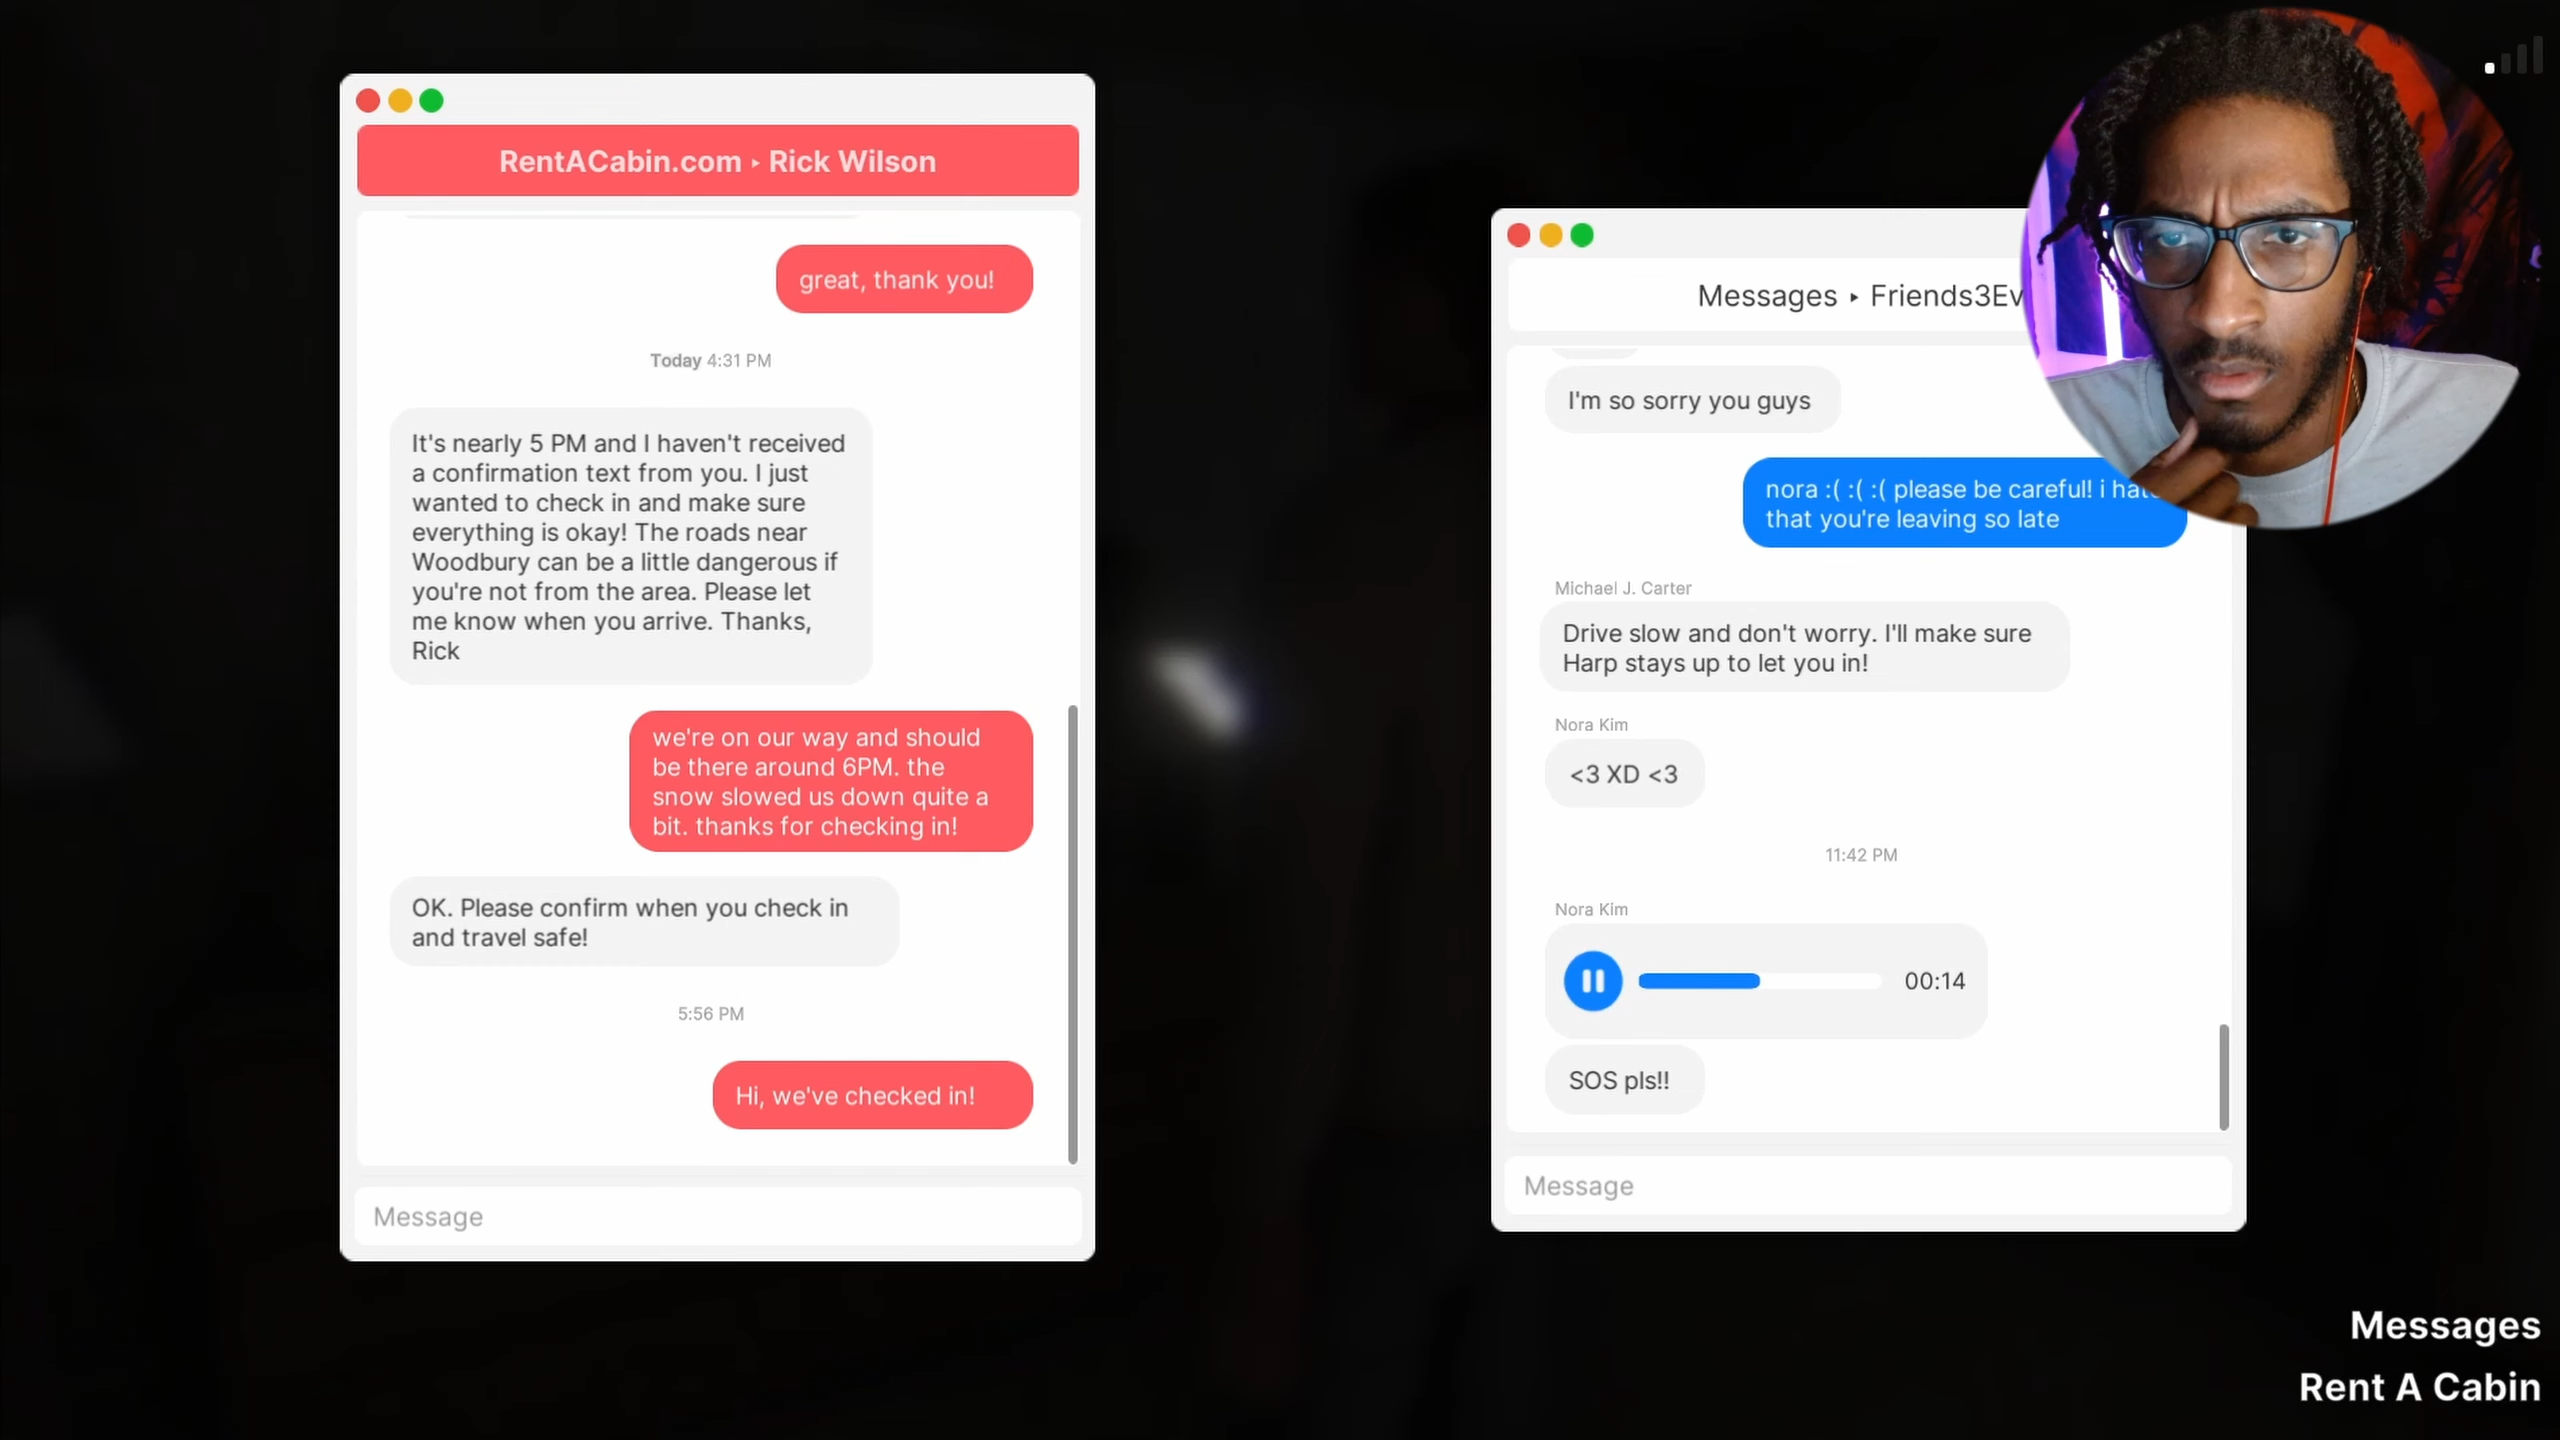 RentACabin.com ‣ Rick Wilson
great, thank you!
Today 4:31 PM
It's nearly 5 PM and I haven't received
a confirmation text from you. I just
wanted to check in and make sure
everything is okay! The roads near
Woodbury can be a little dangerous if
you're not from the area. Please let
me know when you arrive. Thanks,
Rick
we're on our way and should
be there around 6PM. the
snow slowed us down quite a
bit. thanks for checking in!
OK. Please confirm when you check in
and travel safe!
5:56 PM
Hi, we've checked in!
Message
Messages ‣ Friends3Ev
I'm so sorry you guys
nora :( :( :( please be careful! i hate
that you're leaving so late
Michael J. Carter
Drive slow and don't worry. I'll make sure
Harp stays up to let you in!
Nora Kim
<3 XD <3
11:42 PM
Nora Kim
00:14
SOS pls!!
Message
Messages
Rent A Cabin